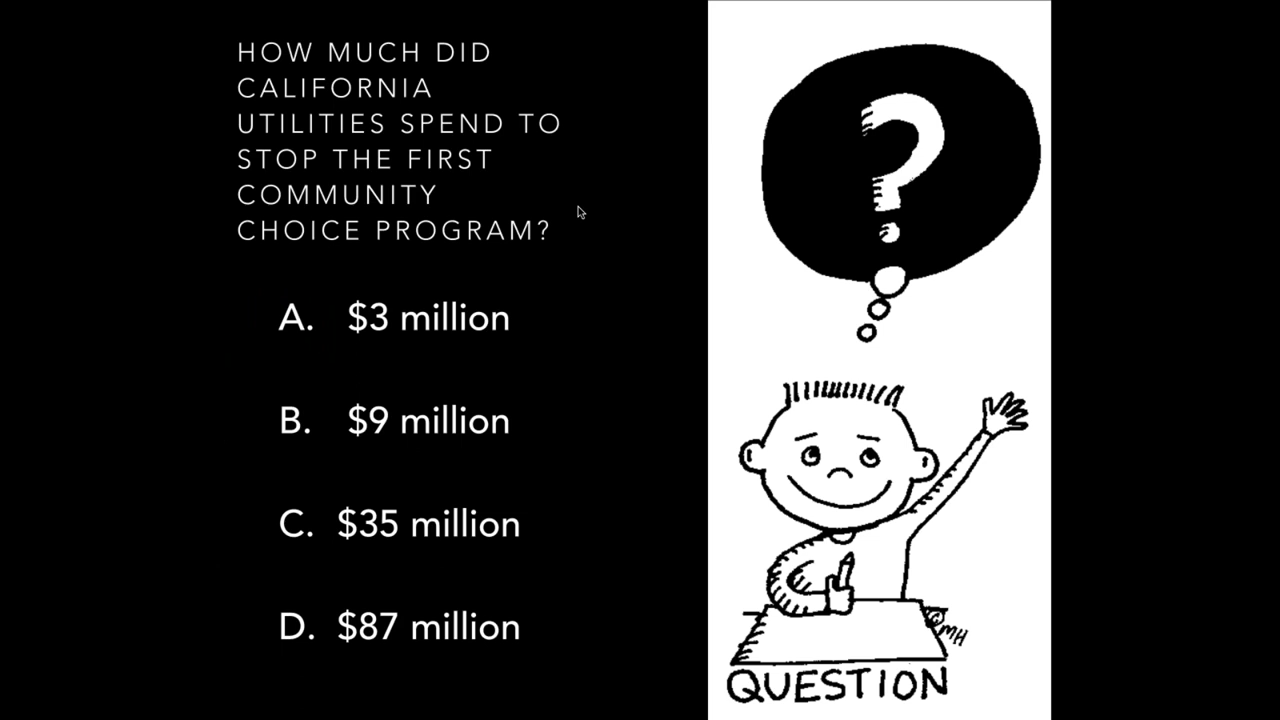 HOW MUCH DID
CALIFORNIA
UTILITIES SPEND TO
STOP THE FIRST
COMMUNITY
CHOICE PROGRAM?
A. $3 million
B. $9 million
C. $35 million
D. $87 million
?
©MH
QUESTION